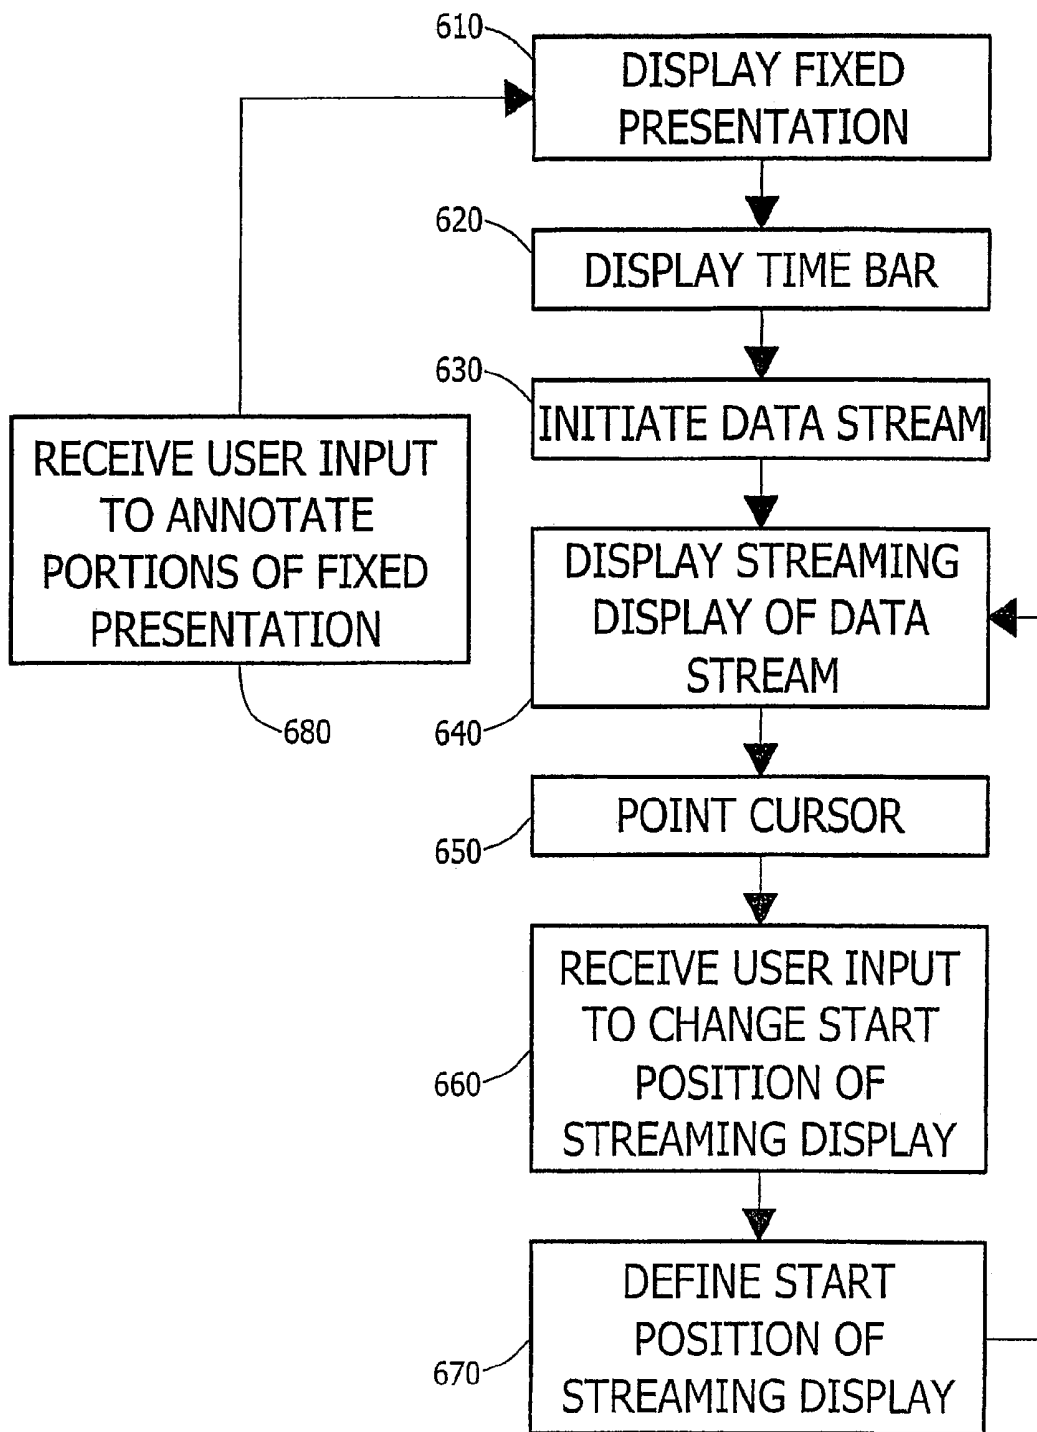 610
DISPLAY FIXED
PRESENTATION
620
DISPLAY TIME BAR
630
INITIATE DATA STREAM
RECEIVE USER INPUT
TO ANNOTATE
PORTIONS OF FIXED
PRESENTATION
680
DISPLAY STREAMING
DISPLAY OF DATA
STREAM
640
POINT CURSOR
650
RECEIVE USER INPUT
TO CHANGE START
POSITION OF
STREAMING DISPLAY
660
DEFINE START
POSITION OF
STREAMING DISPLAY
670